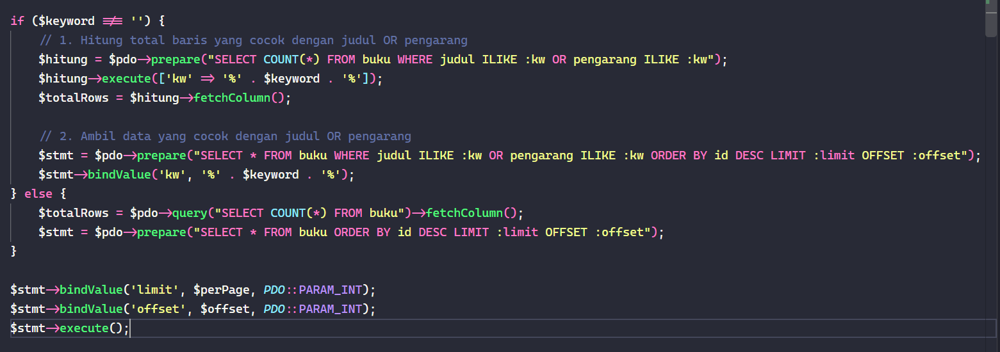 if ($keyword !== '') {
    // 1. Hitung total baris yang cocok dengan judul OR pengarang
    $hitung = $pdo->prepare("SELECT COUNT(*) FROM buku WHERE judul ILIKE :kw OR pengarang ILIKE :kw");
    $hitung->execute(['kw' => '%' . $keyword . '%']);
    $totalRows = $hitung->fetchColumn();

    // 2. Ambil data yang cocok dengan judul OR pengarang
    $stmt = $pdo->prepare("SELECT * FROM buku WHERE judul ILIKE :kw OR pengarang ILIKE :kw ORDER BY id DESC LIMIT :limit OFFSET :offset");
    $stmt->bindValue('kw', '%' . $keyword . '%');
} else {
    $totalRows = $pdo->query("SELECT COUNT(*) FROM buku")->fetchColumn();
    $stmt = $pdo->prepare("SELECT * FROM buku ORDER BY id DESC LIMIT :limit OFFSET :offset");
}

$stmt->bindValue('limit', $perPage, PDO::PARAM_INT);
$stmt->bindValue('offset', $offset, PDO::PARAM_INT);
$stmt->execute();